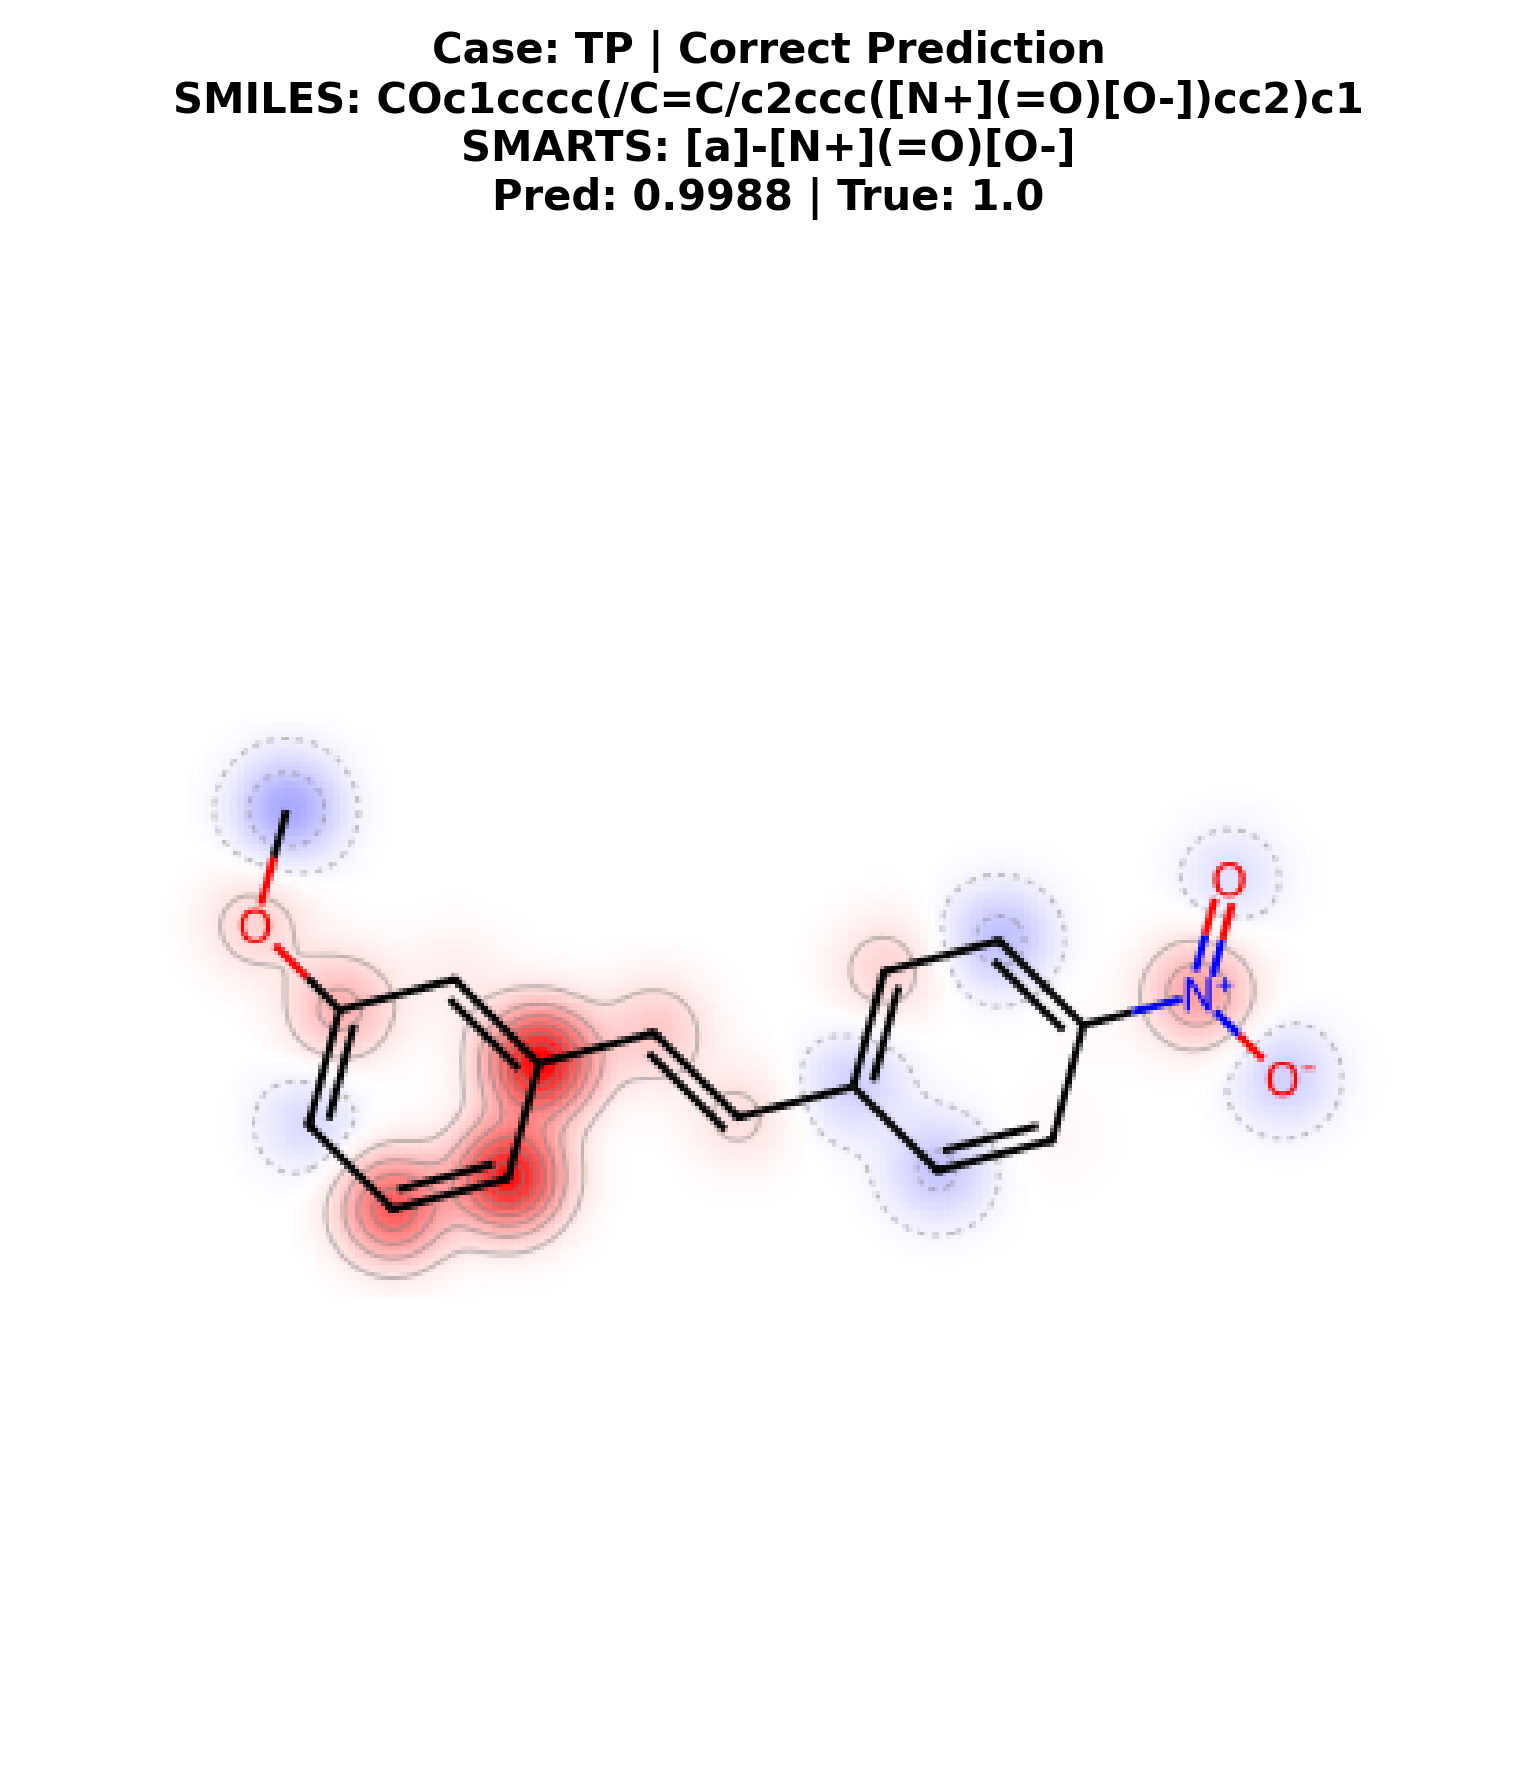 Case: TP | Correct Prediction
SMILES: COc1cccc(/C=C/c2ccc([N+](=O)[O-])cc2)c1
SMARTS: [a]-[N+](=O)[O-]
Pred: 0.9988 | True: 1.0
O
O
N+
O-